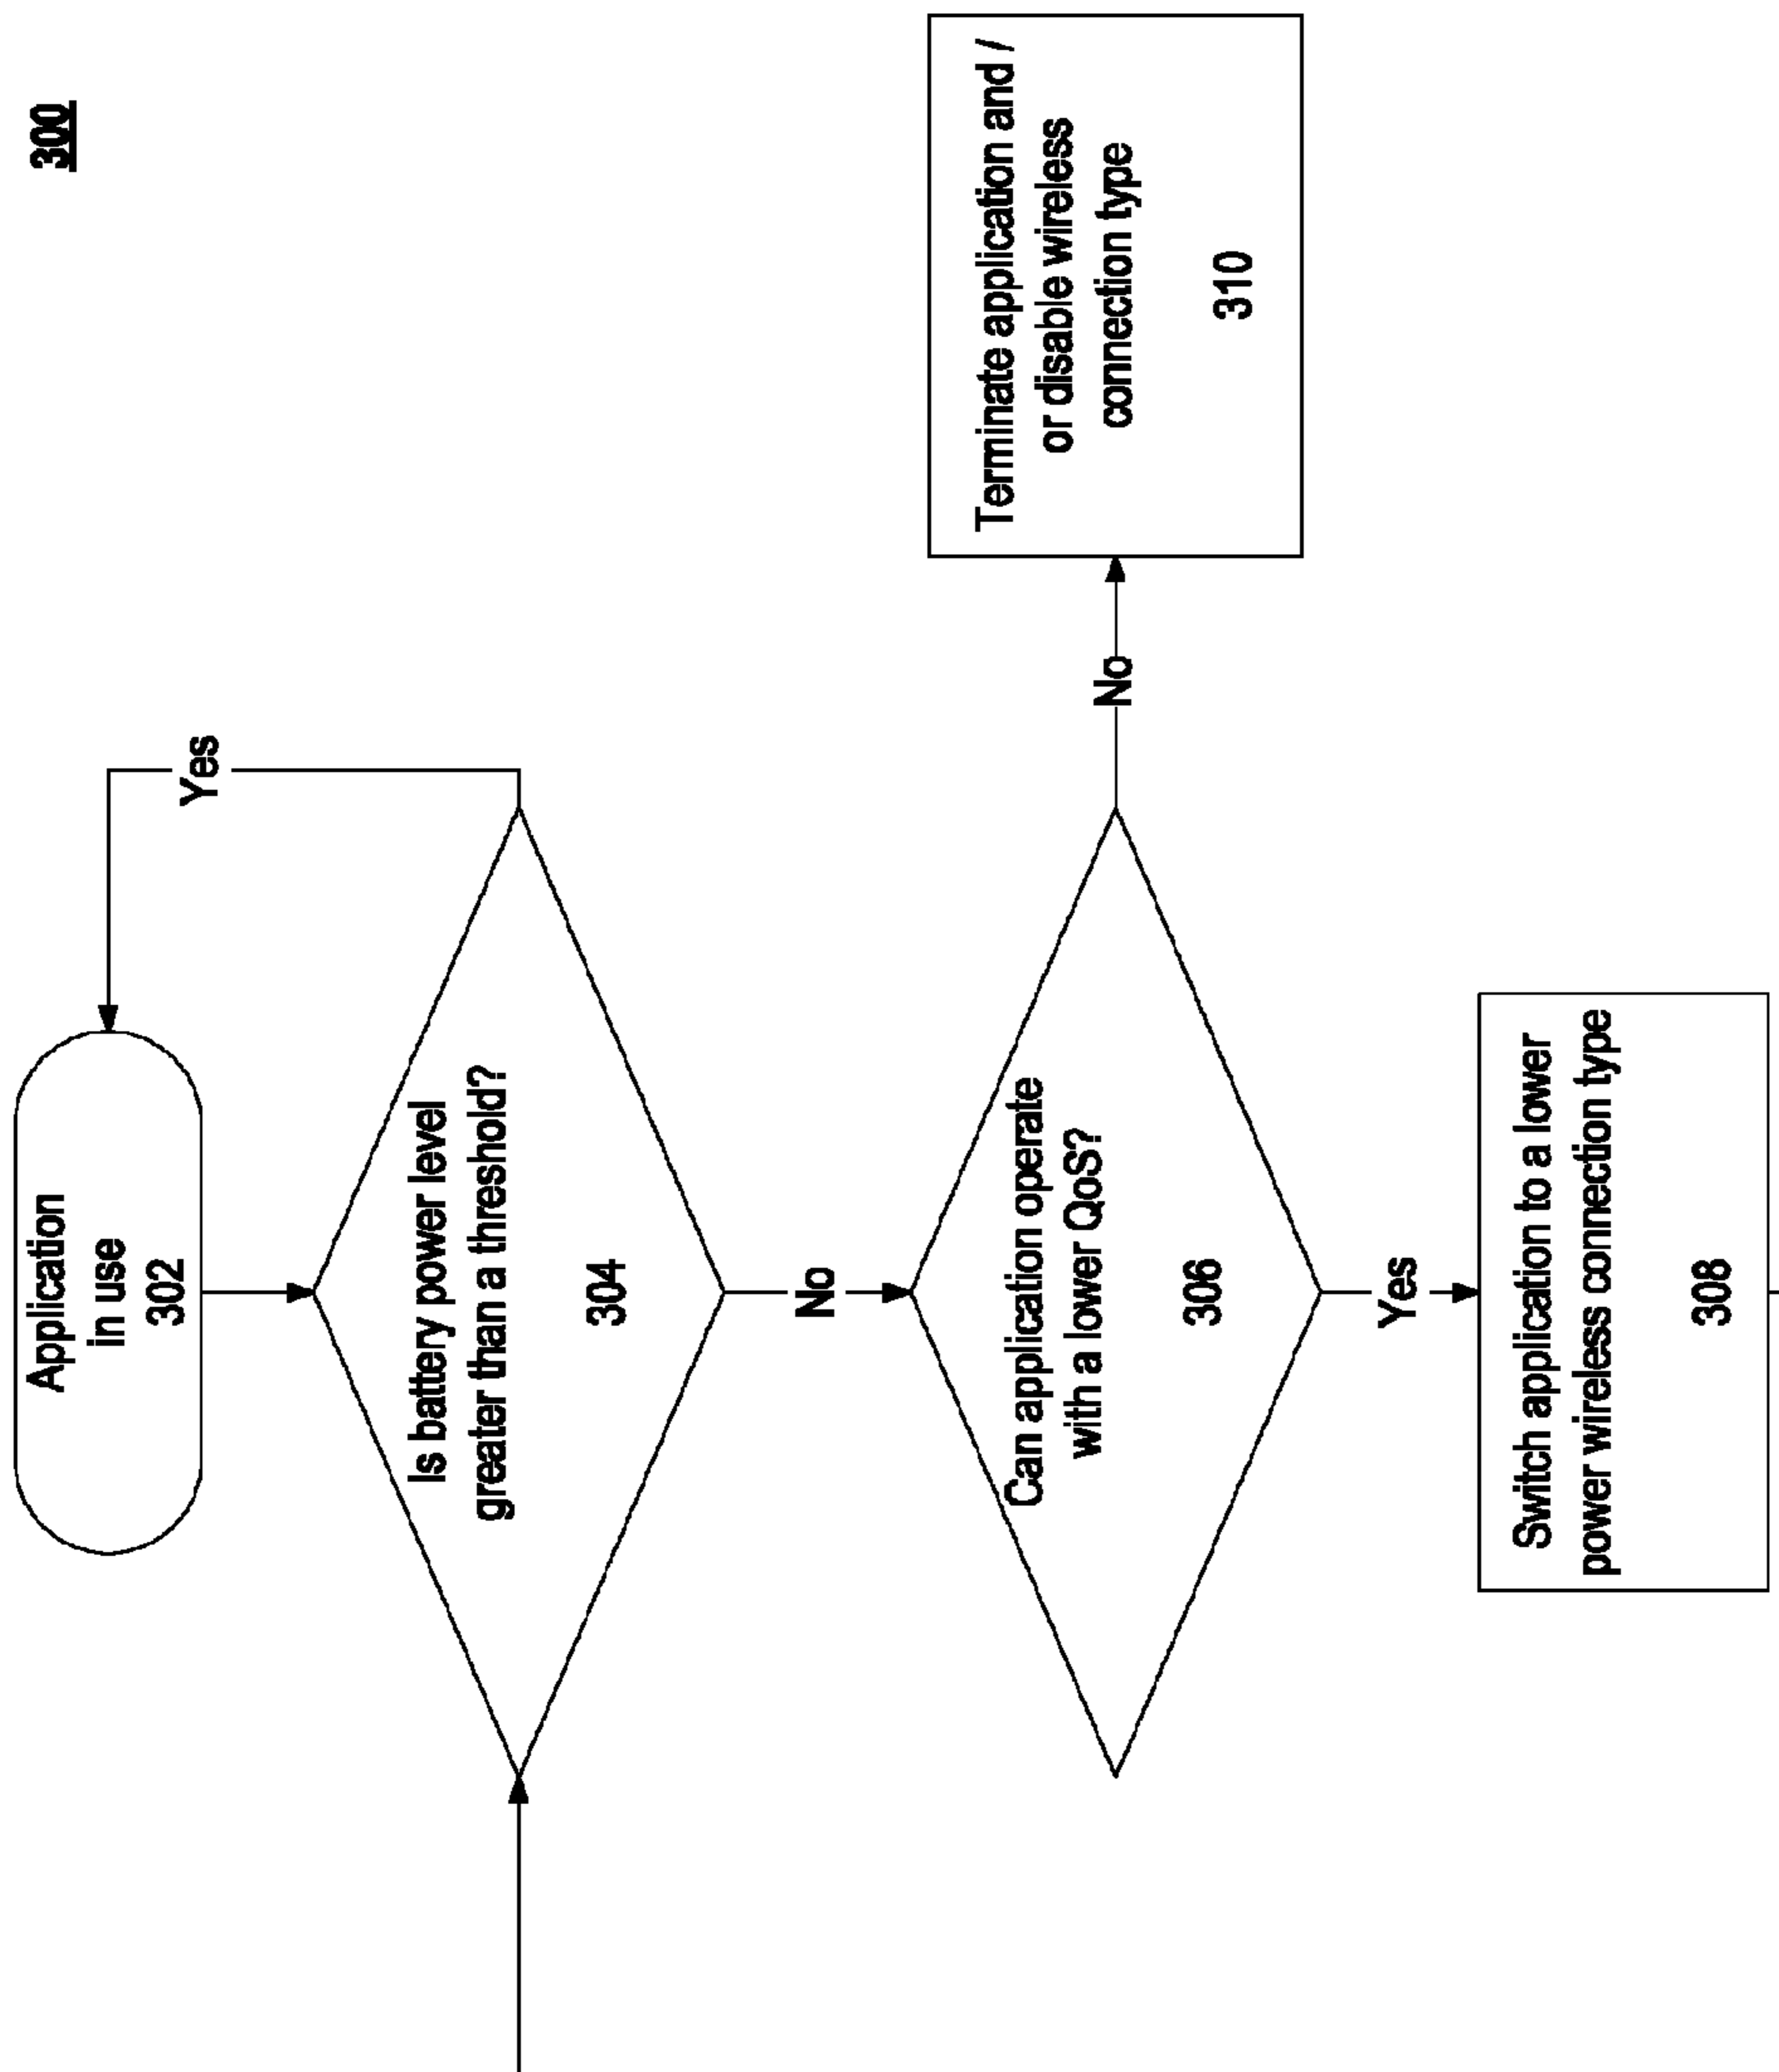 300
Application
in use
302
Yes
Is battery power level
greater than a threshold?
304
No
Can application operate
with a lower QoS?
306
No
Terminate application and /
or disable wireless
connection type
310
Yes
Switch application to a lower
power wireless connection type
308